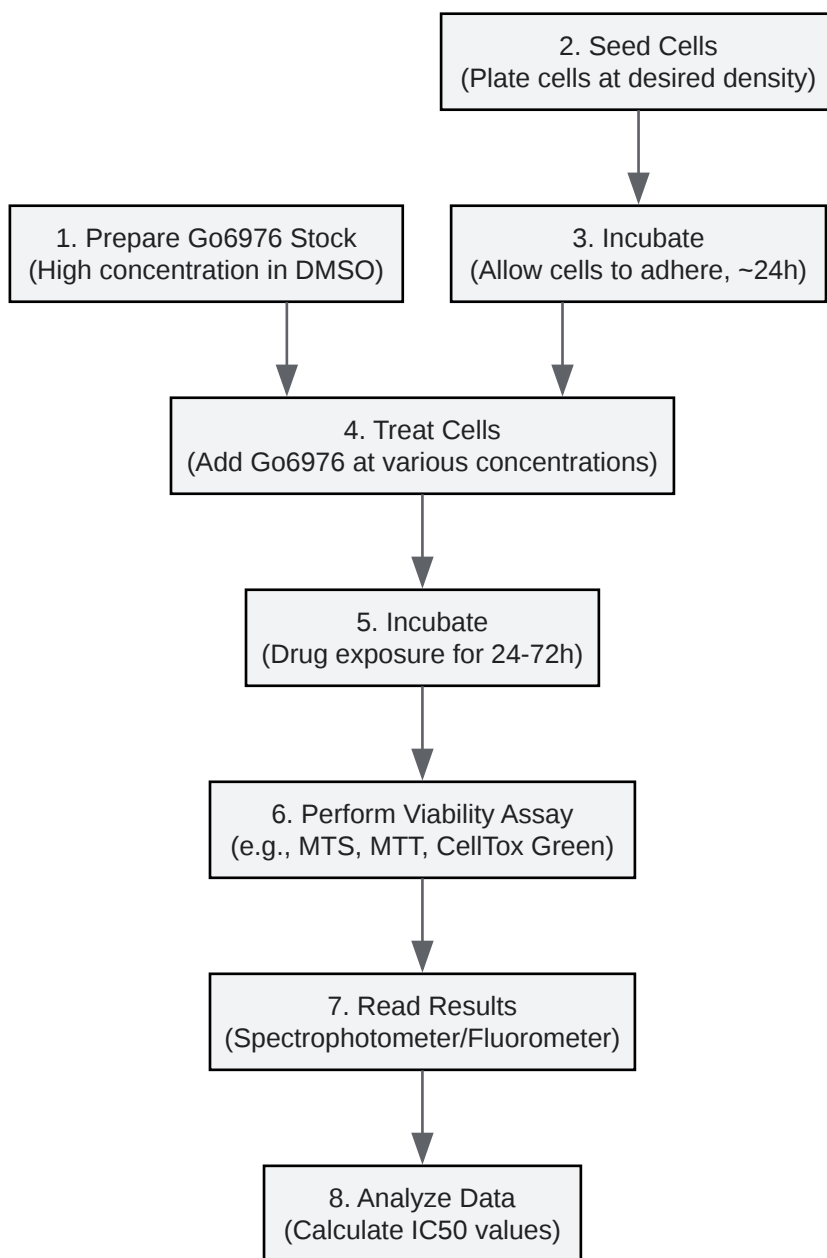 2. Seed Cells
(Plate cells at desired density)
1. Prepare Go6976 Stock
(High concentration in DMSO)
3. Incubate
(Allow cells to adhere, ~24h)
4. Treat Cells
(Add Go6976 at various concentrations)
5. Incubate
(Drug exposure for 24-72h)
6. Perform Viability Assay
(e.g., MTS, MTT, CellTox Green)
7. Read Results
(Spectrophotometer/Fluorometer)
8. Analyze Data
(Calculate IC50 values)